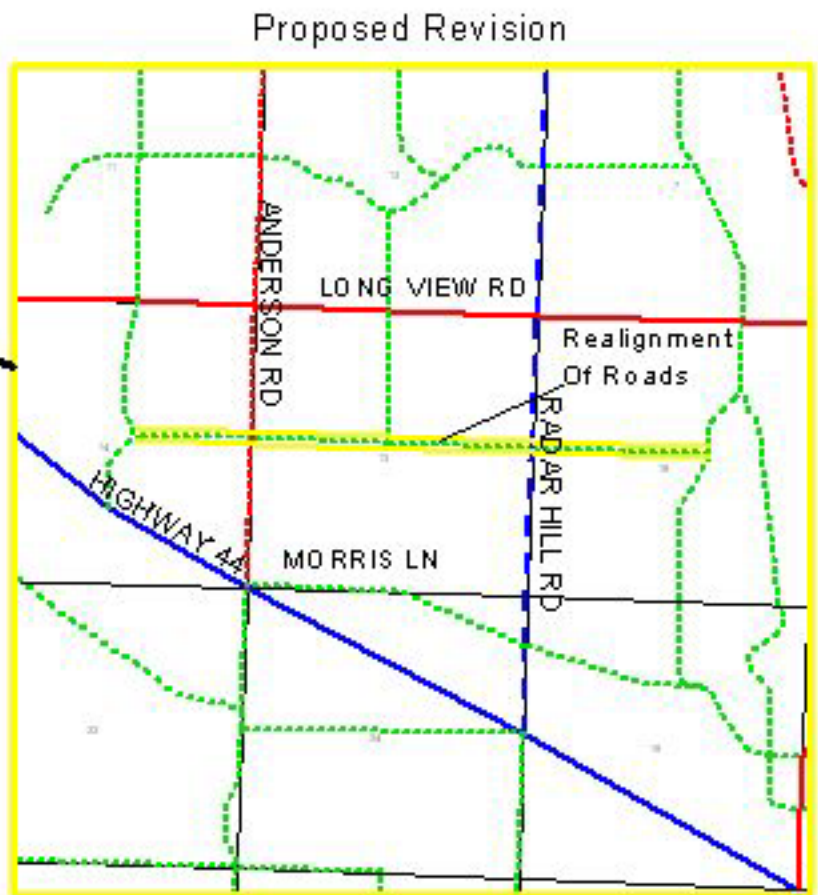 Proposed Revision
ANDERSON RD
LONG VIEW RD
Realignment
Of Roads
RADAR HILL RD
HIGHWAY 44
MORRIS LN